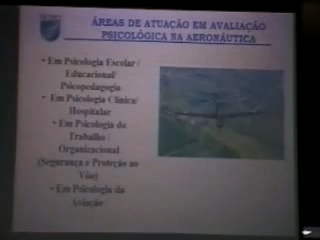 ÁREAS DE ATUAÇÃO EM AVALIAÇÃO
PSICOLÓGICA NA AERONÁUTICA
• Em Psicologia Escolar /
Educacional/
Psicopedagogia
• Em Psicologia Clínica/
Hospitalar
• Em Psicologia do
Trabalho /
Organizacional
(Segurança e Proteção ao
Vôo)
• Em Psicologia da
Aviação